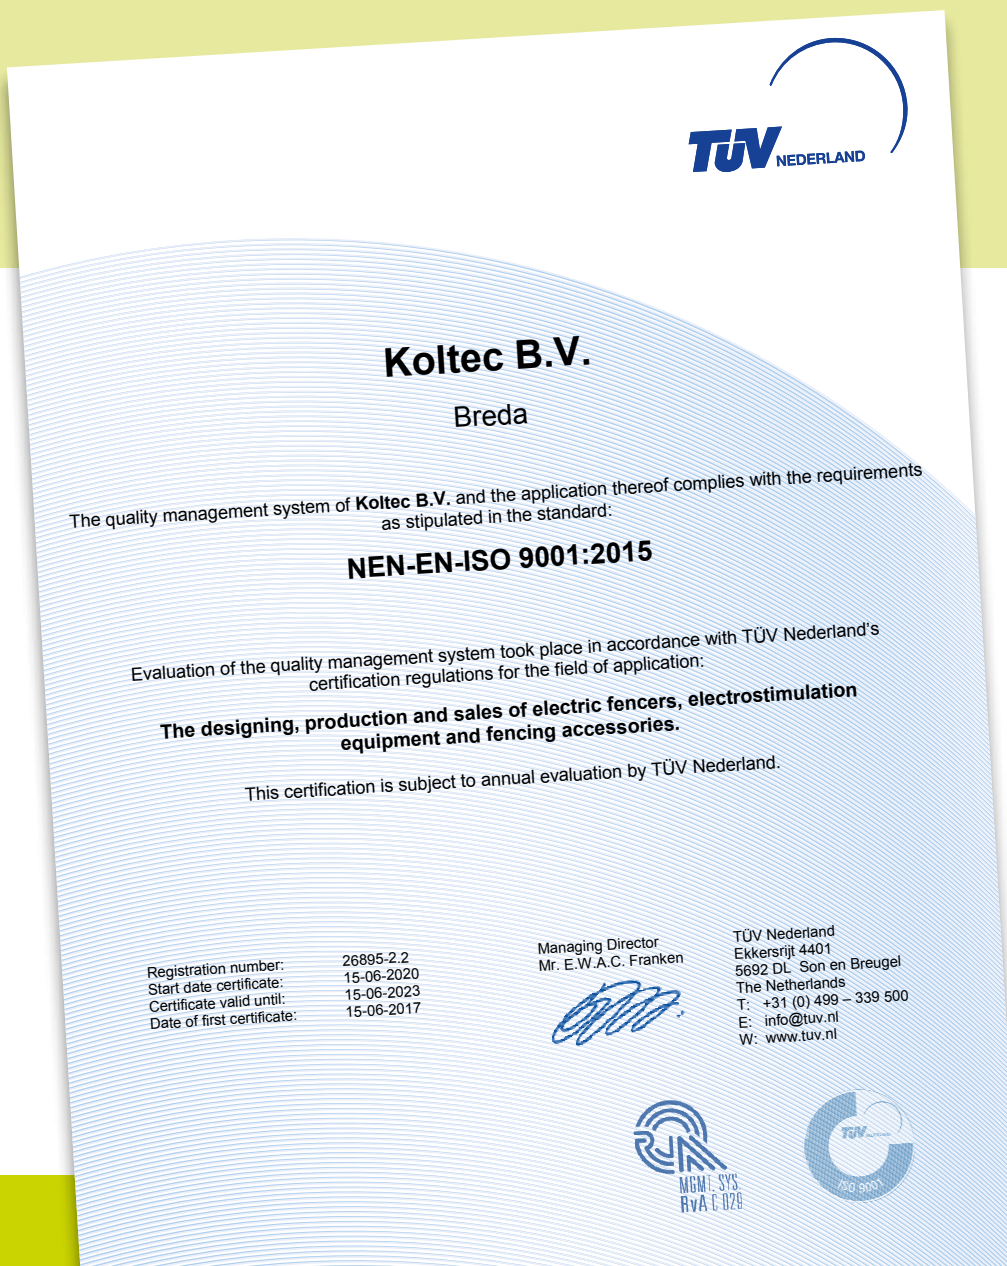 TÜV NEDERLAND
Koltec B.V.
Breda
The quality management system of Koltec B.V. and the application thereof complies with the requirements
as stipulated in the standard:
NEN-EN-ISO 9001:2015
Evaluation of the quality management system took place in accordance with TÜV Nederland's
certification regulations for the field of application:
The designing, production and sales of electric fencers, electrostimulation
equipment and fencing accessories.
This certification is subject to annual evaluation by TÜV Nederland.
Registration number: 26895-2.2
Start date certificate: 15-06-2020
Certificate valid until: 15-06-2023
Date of first certificate: 15-06-2017
Managing Director
Mr. E.W.A.C. Franken
TÜV Nederland
Ekkersrijt 4401
5692 DL Son en Breugel
The Netherlands
T: +31 (0) 499 – 339 500
E: info@tuv.nl
W: www.tuv.nl
RVA
MGMT. SYS.
RvA C 029
TÜV
ISO 9001